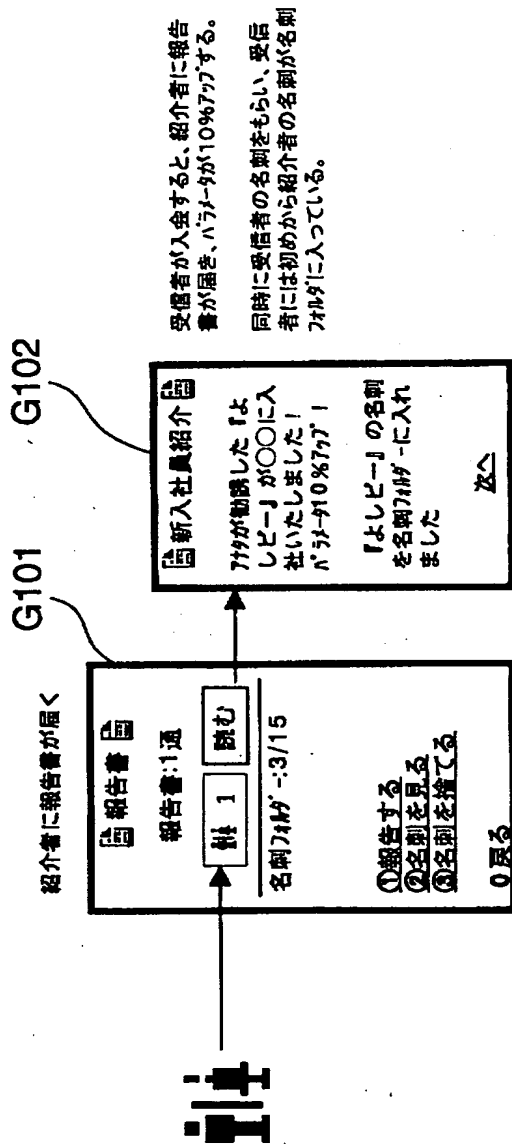 紹介者に報告書が届く
G101
報告書
報告書:1通
1
読む
名刺フォルダー:3/15
①報告する
②名刺を見る
③名刺を捨てる
0 戻る
G102
新入社員紹介
アナタが勧誘した『よ
しピー』が〇〇に入
社いたしました!
パラメータ10%アップ!
『よしピー』の名刺
を名刺フォルダーに入れ
ました
次へ
受信者が入会すると、紹介者に報告
書が届き、パラメータが10%アップする。
同時に受信者の名刺をもらい、受信
者には初めから紹介者の名刺が名刺
フォルダに入っている。